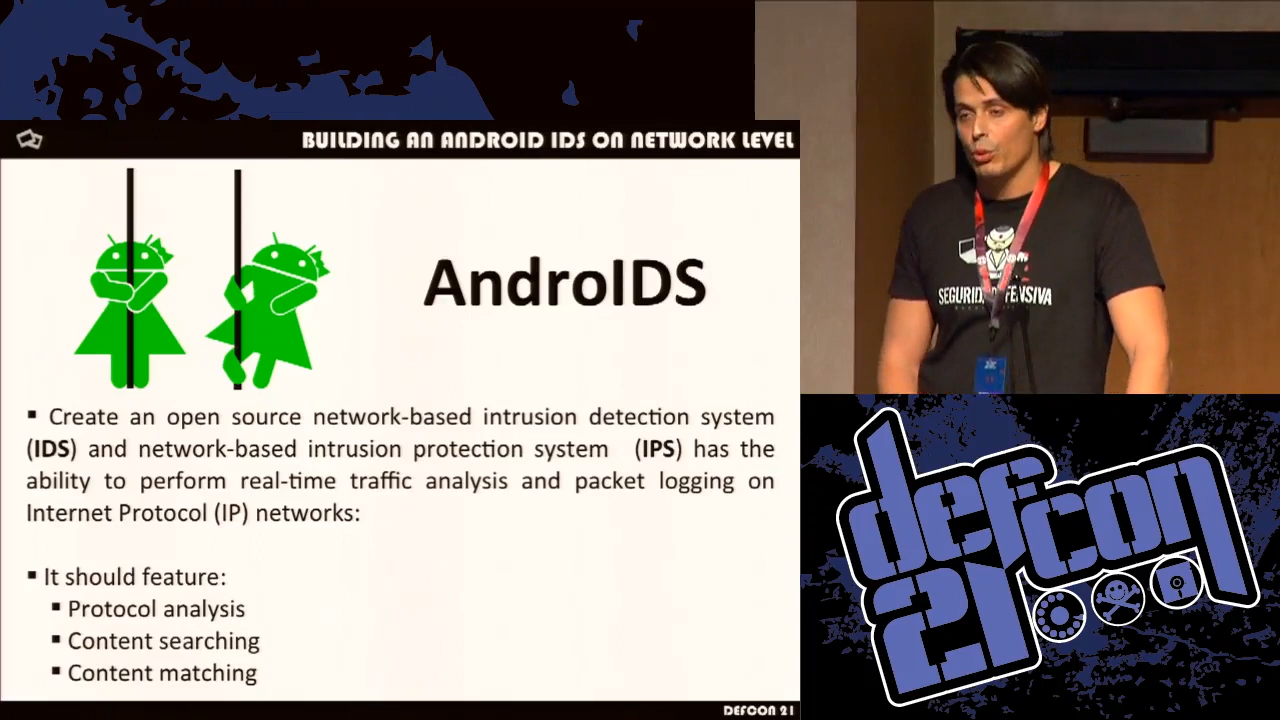 BUILDING AN ANDROID IDS ON NETWORK LEVEL
AndroIDS
▪ Create an open source network-based intrusion detection system
(IDS) and network-based intrusion protection system (IPS) has the
ability to perform real-time traffic analysis and packet logging on
Internet Protocol (IP) networks:
▪ It should feature:
▪ Protocol analysis
▪ Content searching
▪ Content matching
DEFCON 21
defcon
21